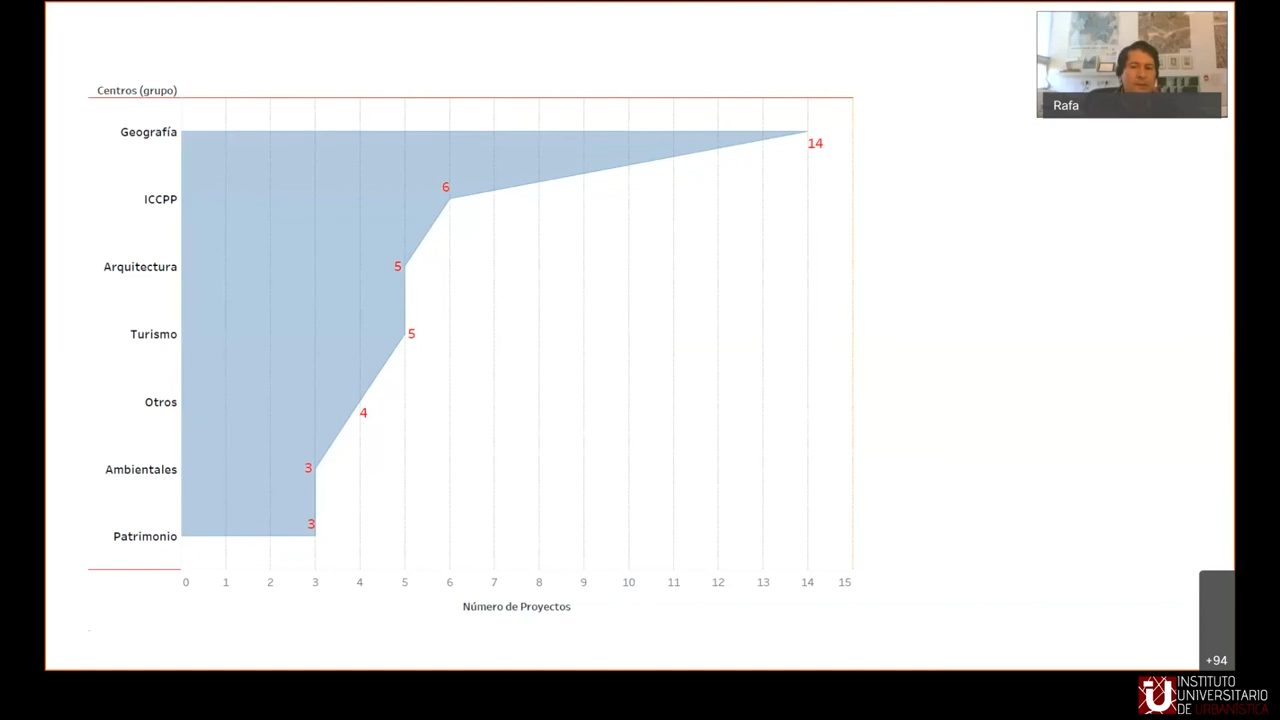 Rafa
Centros (grupo)
Geografía
14
ICCPP
6
Arquitectura
5
Turismo
5
Otros
4
Ambientales
3
Patrimonio
3
0 1 2 3 4 5 6 7 8 9 10 11 12 13 14 15
Número de Proyectos
+94
INSTITUTO
UNIVERSITARIO
DE URBANÍSTICA